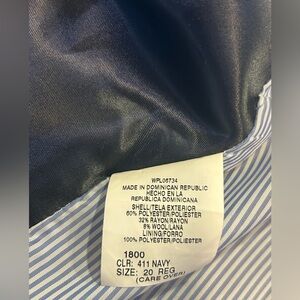 WPL06734
MADE IN DOMINICAN REPUBLIC
HECHO EN LA
REPUBLICA DOMINICANA
SHELL/TELA EXTERIOR
60% POLYESTER/POLIESTER
32% RAYON/RAYON
8% WOOL/LANA
LINING/FORRO
100% POLYESTER/POLIESTER
1800
CLR: 411 NAVY
SIZE: 20 REG
(CARE OVER)